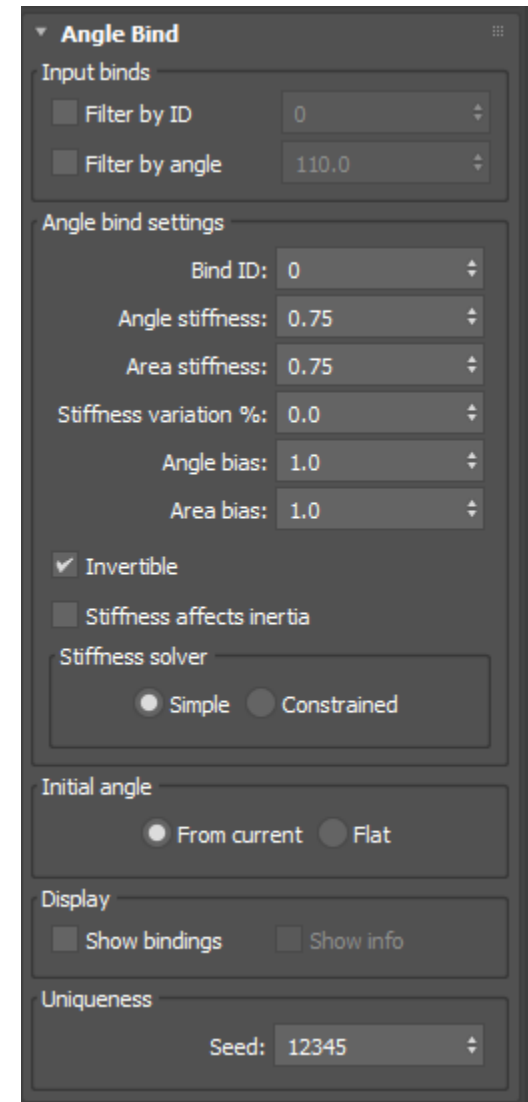 Angle Bind
Input binds
Filter by ID 0
Filter by angle 110.0
Angle bind settings
Bind ID: 0
Angle stiffness: 0.75
Area stiffness: 0.75
Stiffness variation %: 0.0
Angle bias: 1.0
Area bias: 1.0
Invertible
Stiffness affects inertia
Stiffness solver
Simple Constrained
Initial angle
From current Flat
Display
Show bindings Show info
Uniqueness
Seed: 12345